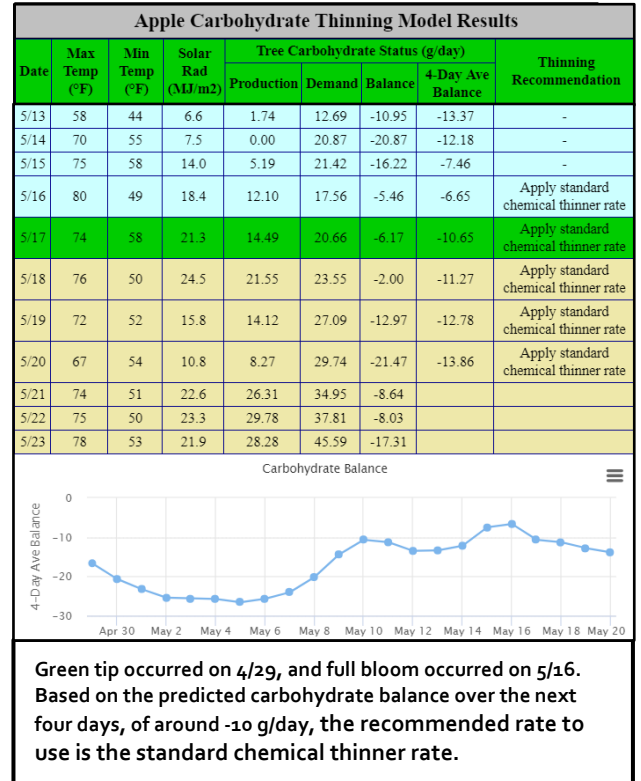 Apple Carbohydrate Thinning Model Results
Date Max Temp (°F) Min Temp (°F) Solar Rad (MJ/m2) Tree Carbohydrate Status (g/day) Thinning Recommendation
Production Demand Balance 4-Day Ave Balance
5/13 58 44 6.6 1.74 12.69 -10.95 -13.37 -
5/14 70 55 7.5 0.00 20.87 -20.87 -12.18 -
5/15 75 58 14.0 5.19 21.42 -16.22 -7.46 -
5/16 80 49 18.4 12.10 17.56 -5.46 -6.65 Apply standard chemical thinner rate
5/17 74 58 21.3 14.49 20.66 -6.17 -10.65 Apply standard chemical thinner rate
5/18 76 50 24.5 21.55 23.55 -2.00 -11.27 Apply standard chemical thinner rate
5/19 72 52 15.8 14.12 27.09 -12.97 -12.78 Apply standard chemical thinner rate
5/20 67 54 10.8 8.27 29.74 -21.47 -13.86 Apply standard chemical thinner rate
5/21 74 51 22.6 26.31 34.95 -8.64
5/22 75 50 23.3 29.78 37.81 -8.03
5/23 78 53 21.9 28.28 45.59 -17.31
Carbohydrate Balance
4-Day Ave Balance
0
-10
-20
-30
Apr 30 May 2 May 4 May 6 May 8 May 10 May 12 May 14 May 16 May 18 May 20
Green tip occurred on 4/29, and full bloom occurred on 5/16.
Based on the predicted carbohydrate balance over the next
four days, of around -10 g/day, the recommended rate to
use is the standard chemical thinner rate.